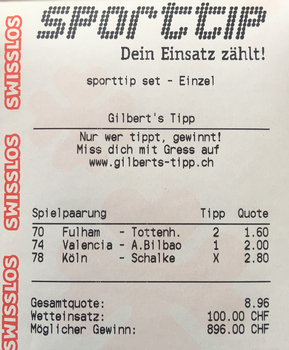 sporttip
Dein Einsatz zählt!
sporttip set - Einzel
Gilbert's Tipp
Nur wer tippt, gewinnt!
Miss dich mit Gress auf
www.gilberts-tipp.ch
Spielpaarung Tipp Quote
70 Fulham - Tottenh. 2 1.60
74 Valencia - A.Bilbao 1 2.00
78 Köln - Schalke X 2.80
Gesamtquote: 8.96
Wetteinsatz: 100.00 CHF
Möglicher Gewinn: 896.00 CHF
SWISSLOS
SWISSLOS
SWISSLOS